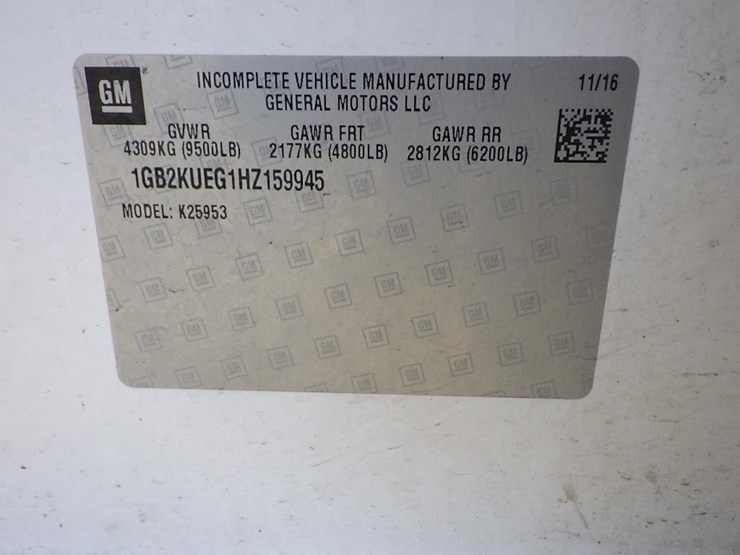 GM
INCOMPLETE VEHICLE MANUFACTURED BY
GENERAL MOTORS LLC
11/16
GVWR GAWR FRT GAWR RR
4309KG (9500LB) 2177KG (4800LB) 2812KG (6200LB)
1GB2KUEG1HZ159945
MODEL: K25953